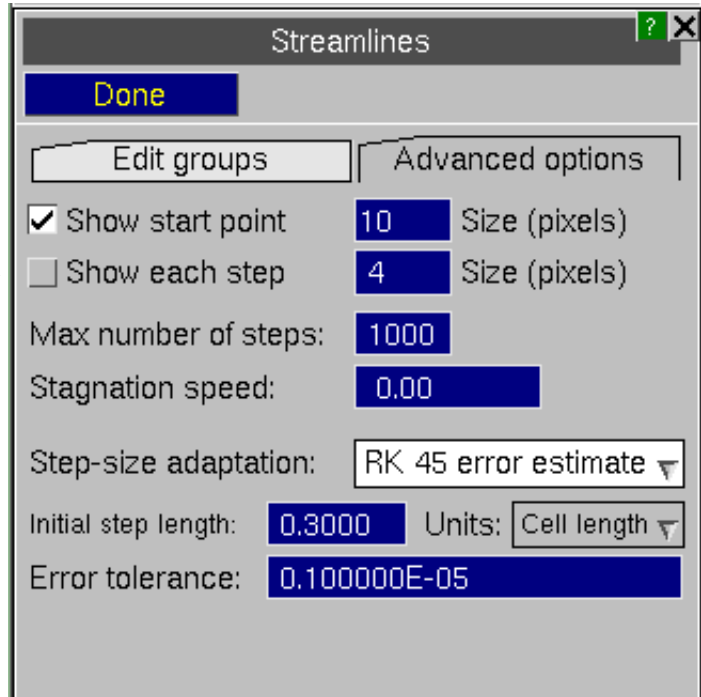 Streamlines ?
Done
Edit groups Advanced options
Show start point 10 Size (pixels)
Show each step 4 Size (pixels)
Max number of steps: 1000
Stagnation speed: 0.00
Step-size adaptation: RK 45 error estimate
Initial step length: 0.3000 Units: Cell length
Error tolerance: 0.100000E-05